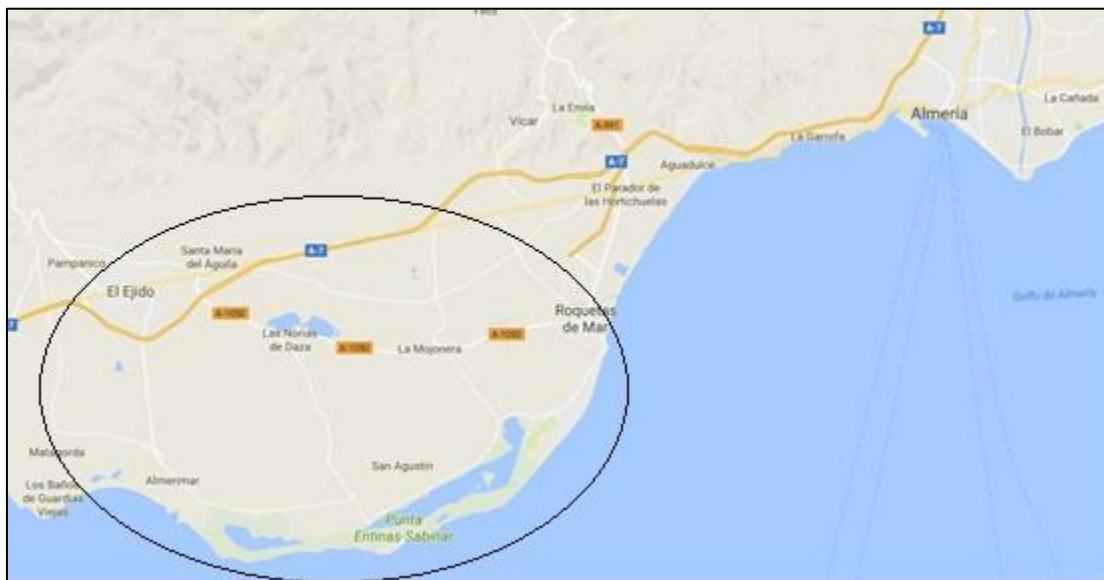 Felix
A-7
La Envia
Vícar
A-391
La Cañada
Almería
El Bobar
La Garrofa
A-7
Aguadulce
El Parador de
las Hortichuelas
Santa María
del Águila
A-7
Pampanico
El Ejido
Golfo de Almería
A-1050
Roquetas
de Mar
7
Las Norias
de Daza
A-1050
La Mojonera
A-1050
Matagorda
San Agustín
Almerimar
Los Baños
de Guardias
Viejas
Punta
Entinas-Sabinar